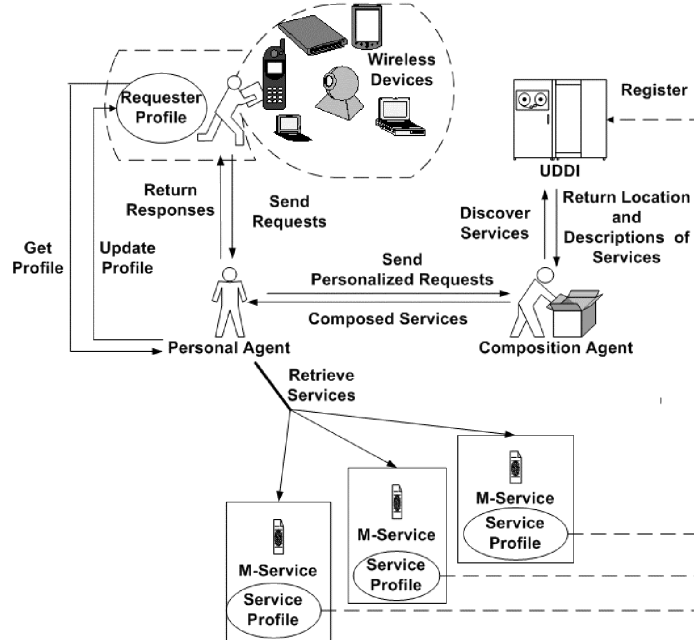 Wireless
Devices
Requester
Profile
Register
UDDI
Return
Responses
Send
Requests
Discover
Services
Return Location
and
Descriptions of
Services
Get
Profile
Update
Profile
Send
Personalized Requests
Composed Services
Personal Agent
Composition Agent
Retrieve
Services
M-Service
Service
Profile
M-Service
Service
Profile
M-Service
Service
Profile